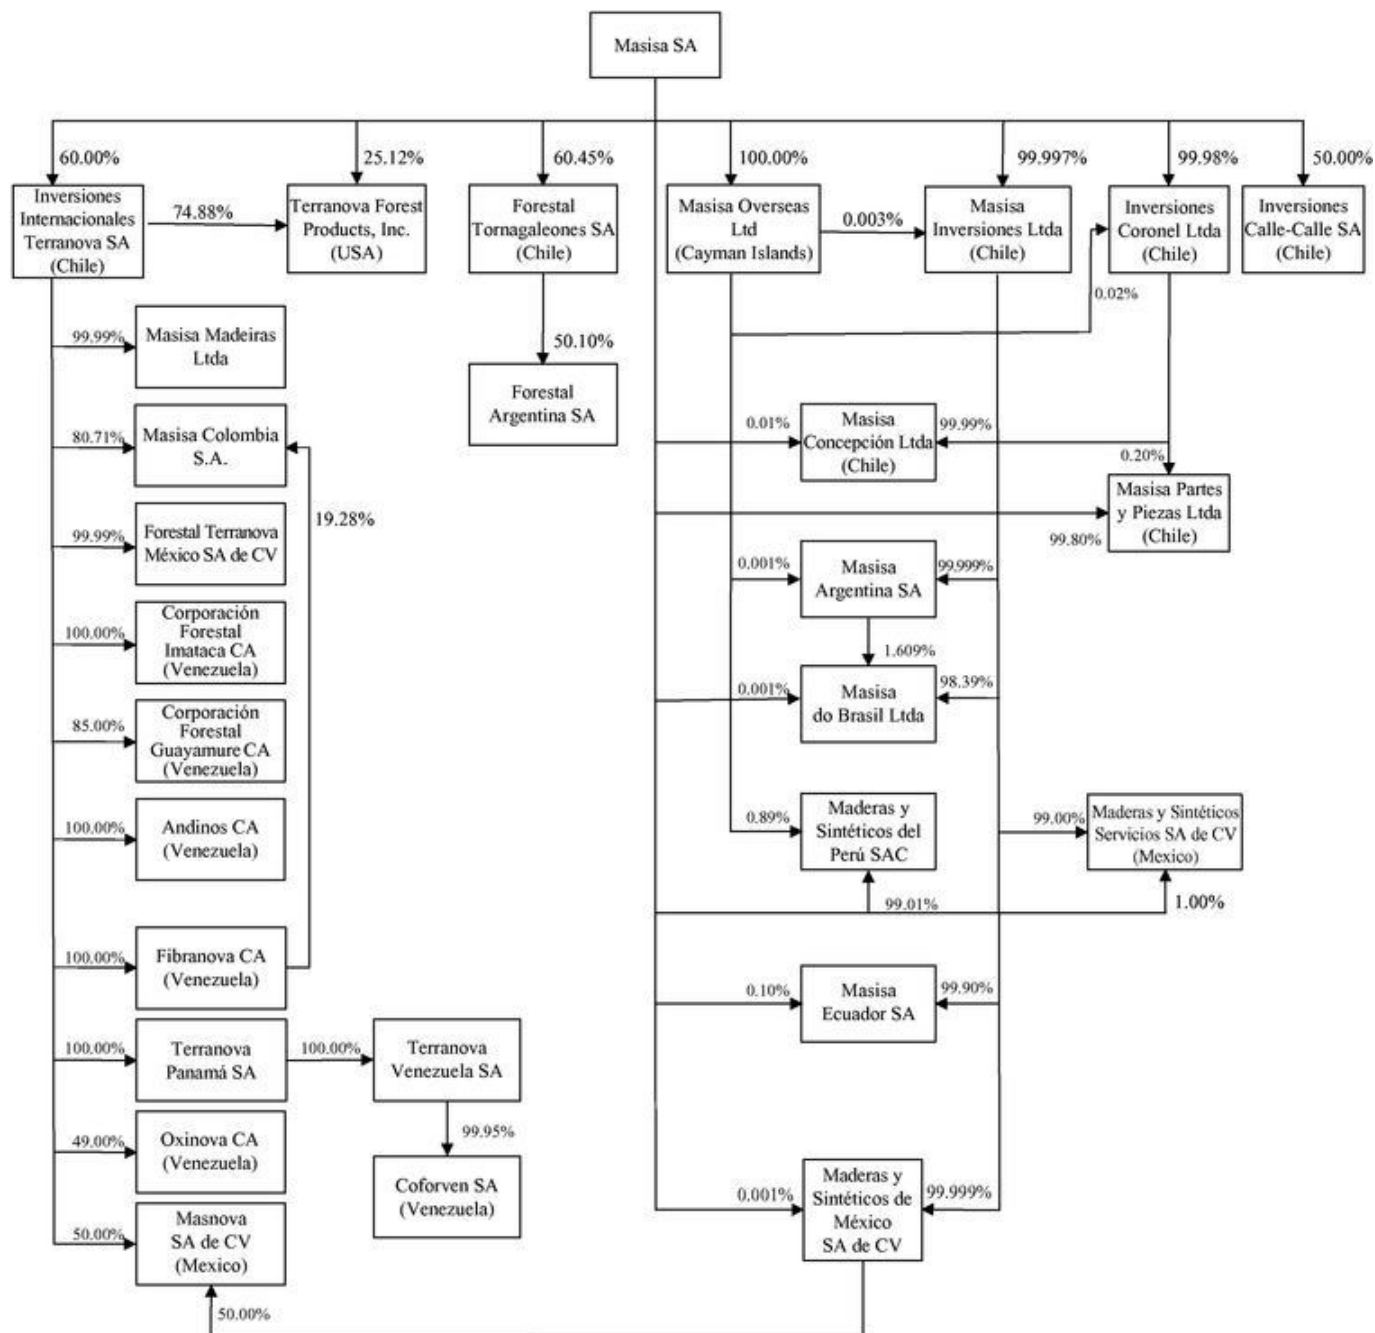 Masisa SA
60.00%
25.12%
60.45%
100.00%
99.997%
99.98%
50.00%
Inversiones
Internacionales
Terranova SA
(Chile)
74.88%
Terranova Forest
Products, Inc.
(USA)
Forestal
Tornagaleones SA
(Chile)
Masisa Overseas
Ltd
(Cayman Islands)
0.003%
Masisa
Inversiones Ltda
(Chile)
Inversiones
Coronel Ltda
(Chile)
Inversiones
Calle-Calle SA
(Chile)
0.02%
99.99%
Masisa Madeiras
Ltda
50.10%
Forestal
Argentina SA
80.71%
Masisa Colombia
S.A.
19.28%
0.01%
Masisa
Concepción Ltda
(Chile)
99.99%
0.20%
Masisa Partes
y Piezas Ltda
(Chile)
99.80%
99.99%
Forestal Terranova
México SA de CV
0.001%
Masisa
Argentina SA
99.999%
100.00%
Corporación
Forestal
Imataca CA
(Venezuela)
1.609%
0.001%
Masisa
do Brasil Ltda
98.39%
85.00%
Corporación
Forestal
Guayamure CA
(Venezuela)
100.00%
Andinos CA
(Venezuela)
0.89%
Maderas y
Sintéticos del
Perú SAC
99.00%
Maderas y Sintéticos
Servicios SA de CV
(Mexico)
99.01%
1.00%
100.00%
Fibranova CA
(Venezuela)
0.10%
Masisa
Ecuador SA
99.90%
100.00%
Terranova
Panamá SA
100.00%
Terranova
Venezuela SA
99.95%
49.00%
Oxinova CA
(Venezuela)
Coforven SA
(Venezuela)
0.001%
Maderas y
Sintéticos de
México
SA de CV
99.999%
50.00%
Masnova
SA de CV
(Mexico)
50.00%